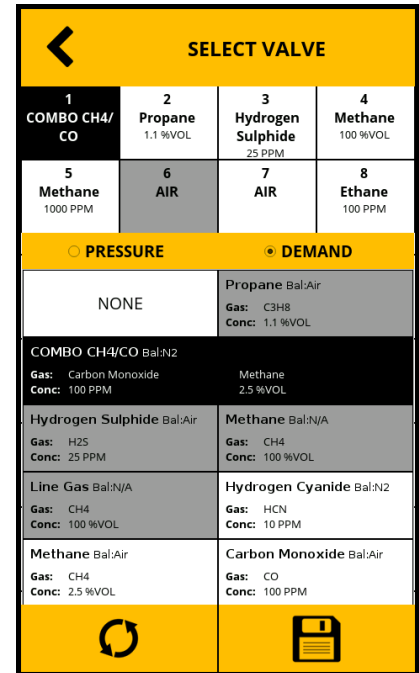 SELECT VALVE
1
COMBO CH4/
CO
2
Propane
1.1 %VOL
3
Hydrogen
Sulphide
25 PPM
4
Methane
100 %VOL
5
Methane
1000 PPM
6
AIR
7
AIR
8
Ethane
100 PPM
PRESSURE
DEMAND
NONE
Propane Bal:Air
Gas: C3H8
Conc: 1.1 %VOL
COMBO CH4/CO Bal:N2
Gas: Carbon Monoxide Methane
Conc: 100 PPM 2.5 %VOL
Hydrogen Sulphide Bal:Air
Gas: H2S
Conc: 25 PPM
Methane Bal:N/A
Gas: CH4
Conc: 100 %VOL
Line Gas Bal:N/A
Gas: CH4
Conc: 100 %VOL
Hydrogen Cyanide Bal:N2
Gas: HCN
Conc: 10 PPM
Methane Bal:Air
Gas: CH4
Conc: 2.5 %VOL
Carbon Monoxide Bal:Air
Gas: CO
Conc: 100 PPM